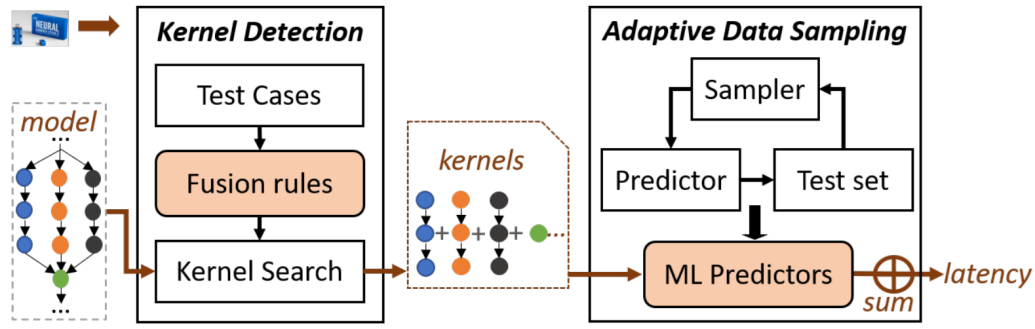 NEURAL
Kernel Detection
Test Cases
Fusion rules
Kernel Search
model
...
...
kernels
+ + + ...
Adaptive Data Sampling
Sampler
Predictor
Test set
ML Predictors
sum
latency